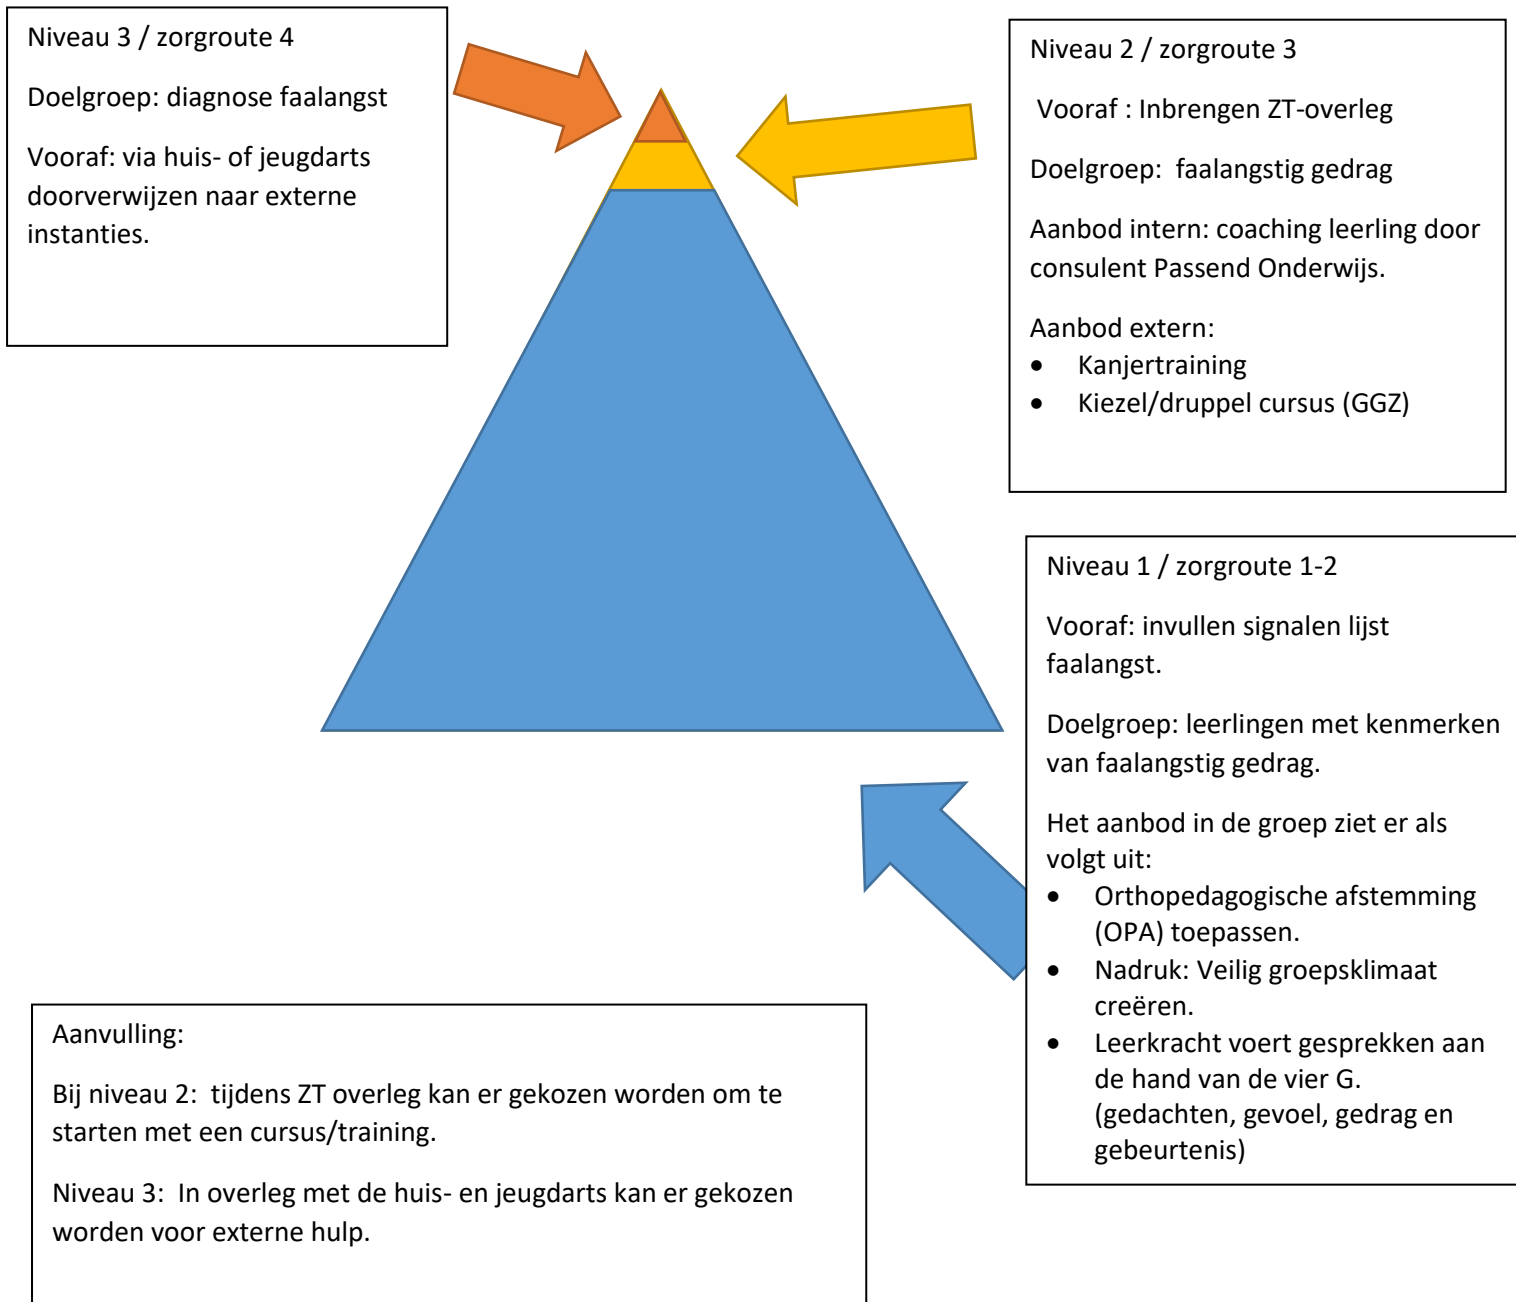 Niveau 3 / zorgroute 4
Doelgroep: diagnose faalangst
Vooraf: via huis- of jeugdarts
doorverwijzen naar externe
instanties.
Niveau 2 / zorgroute 3
Vooraf : Inbrengen ZT-overleg
Doelgroep:  faalangstig gedrag
Aanbod intern: coaching leerling door
consulent Passend Onderwijs.
Aanbod extern:
• Kanjertraining
• Kiezel/druppel cursus (GGZ)
Niveau 1 / zorgroute 1-2
Vooraf: invullen signalen lijst
faalangst.
Doelgroep: leerlingen met kenmerken
van faalangstig gedrag.
Het aanbod in de groep ziet er als
volgt uit:
• Orthopedagogische afstemming
(OPA) toepassen.
• Nadruk: Veilig groepsklimaat
creëren.
• Leerkracht voert gesprekken aan
de hand van de vier G.
(gedachten, gevoel, gedrag en
gebeurtenis)
Aanvulling:
Bij niveau 2:  tijdens ZT overleg kan er gekozen worden om te
starten met een cursus/training.
Niveau 3:  In overleg met de huis- en jeugdarts kan er gekozen
worden voor externe hulp.